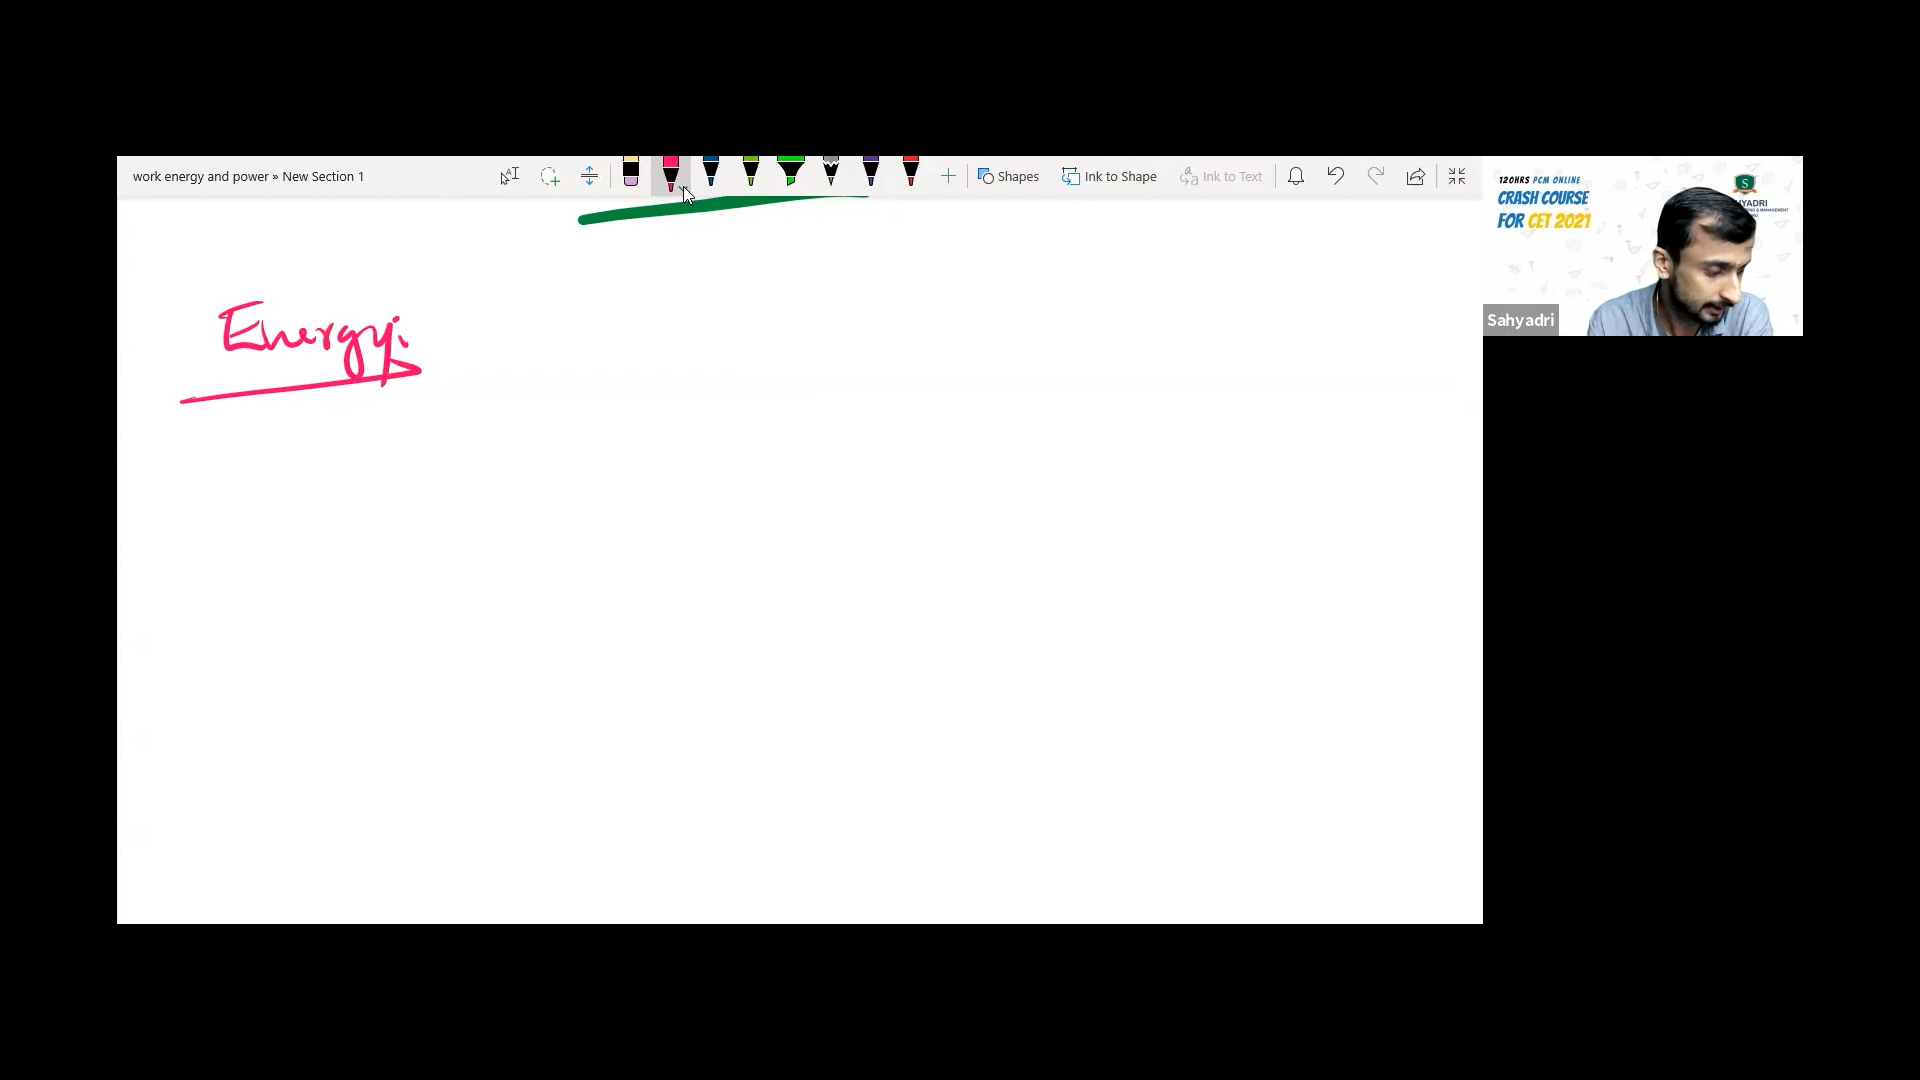 work energy and power » New Section 1
Shapes
Ink to Shape
Ink to Text
120HRS PCM ONLINE
CRASH COURSE
FOR CET 2021
S
HYADRI
Sahyadri
Energy: